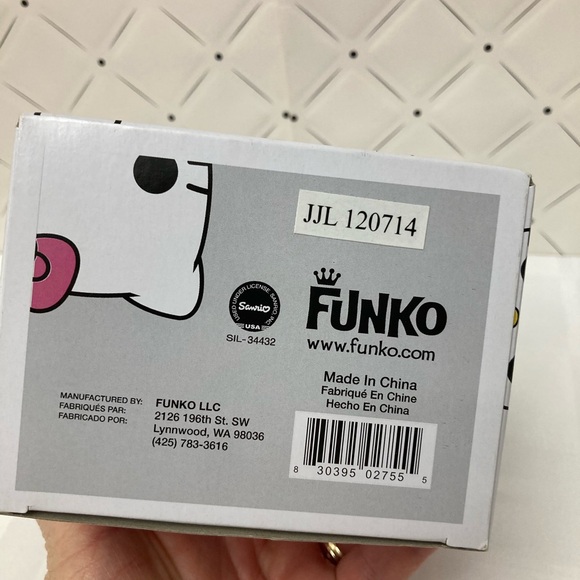 JJL 120714
FUNKO
www.funko.com
USED UNDER LICENSE. SANRIO, INC.
Sanrio
USA
SIL-34432
Made In China
Fabriqué En Chine
Hecho En China
MANUFACTURED BY:
FABRIQUÉS PAR:
FABRICADO POR:
FUNKO LLC
2126 196th St. SW
Lynnwood, WA 98036
(425) 783-3616
8 30395 02755 5